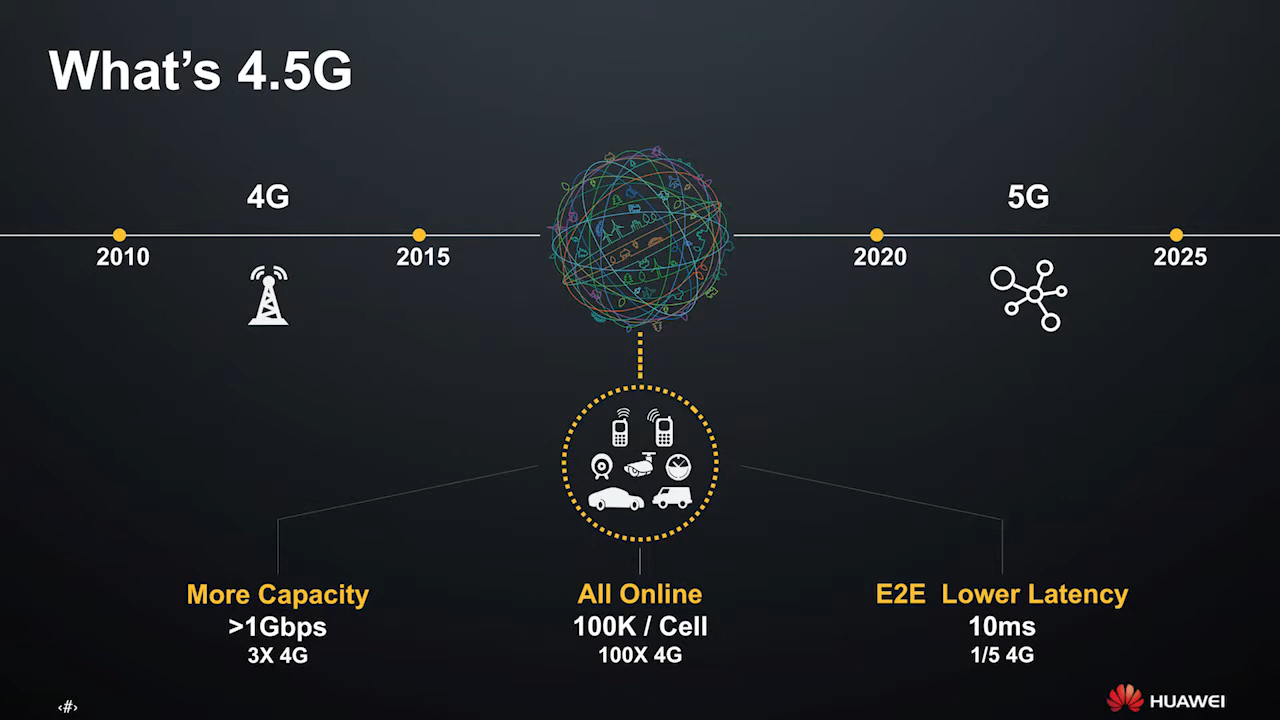 What's 4.5G
4G
5G
2010
2015
2020
2025
More Capacity
>1Gbps
3X 4G
All Online
100K / Cell
100X 4G
E2E Lower Latency
10ms
1/5 4G
‹#›
HUAWEI